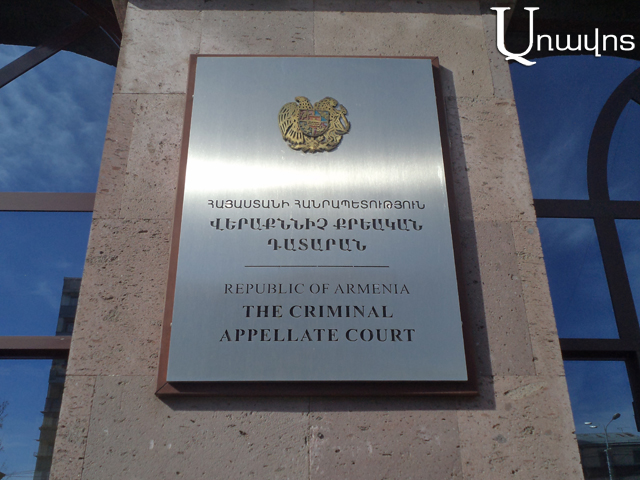 Առավոտ
ՀԱՅԱՍՏԱՆԻ ՀԱՆՐԱՊԵՏՈՒԹՅՈՒՆ
ՎԵՐԱՔՆՆԻՉ ՔՐԵԱԿԱՆ
ԴԱՏԱՐԱՆ
REPUBLIC OF ARMENIA
THE CRIMINAL
APPELLATE COURT